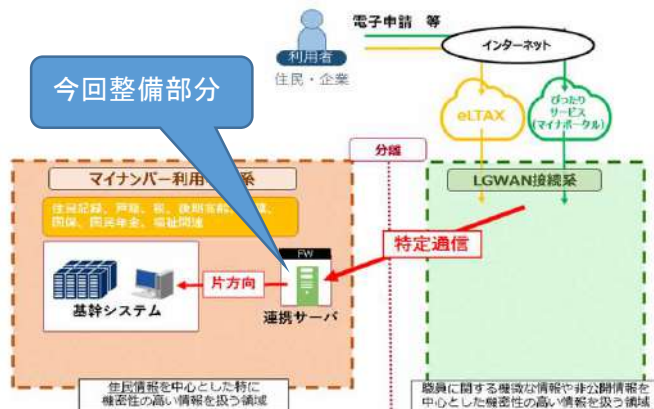 電子申請 等
インターネット
利用者
住民・企業
今回整備部分
eLTAX
ぴったり
サービス
(マイナポータル)
分離
マイナンバー利用
系
LGWAN接続系
住民記録、戸籍、税、後期高齢
国保、国民年金、福祉関連
特定通信
FW
片方向
基幹システム
連携サーバ
住民情報を中心とした特に
機密性の高い情報を扱う領域
職員に関する機微な情報や非公開情報を
中心とした機密性の高い情報を扱う領域